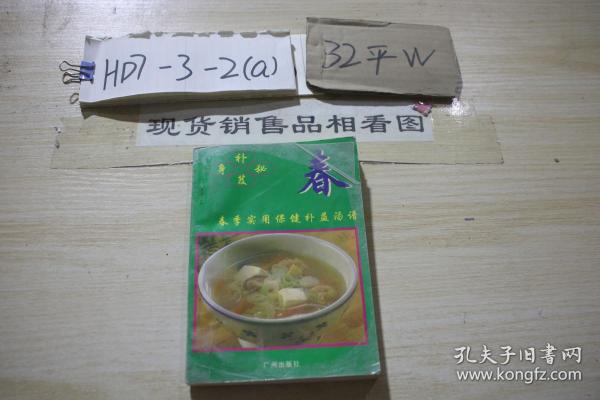 HD7-3-2(a)
32平W
现货销售品相看图
补
身 秘
技
春
春季实用保健补益汤谱
广州出版社
孔夫子旧书网
www.kongfz.com